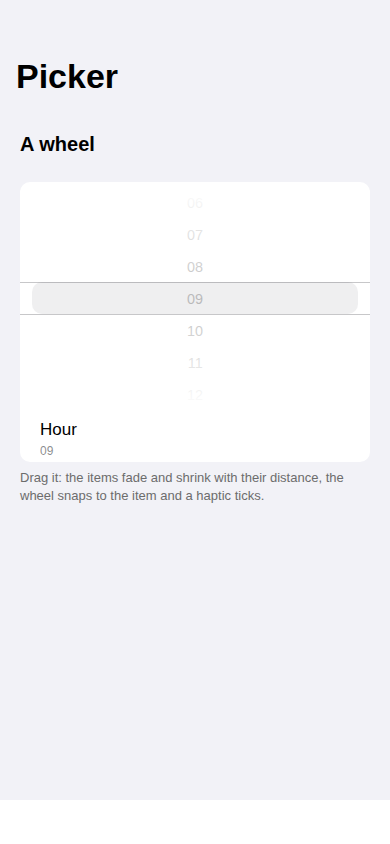 Picker
A wheel
06
07
08
09
10
11
12
Hour
09
Drag it: the items fade and shrink with their distance, the
wheel snaps to the item and a haptic ticks.